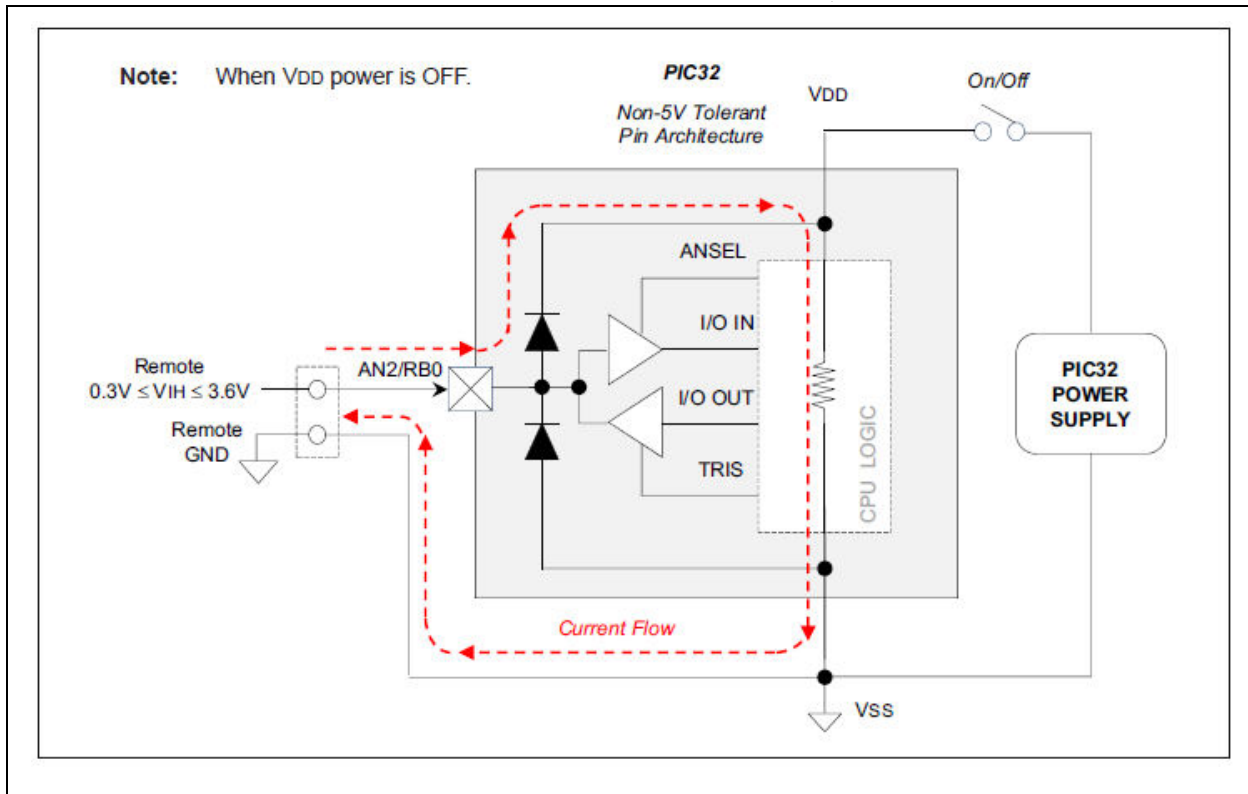 Note: When VDD power is OFF.
PIC32
Non-5V Tolerant
Pin Architecture
VDD
On/Off
ANSEL
I/O IN
AN2/RB0
Remote
0.3V ≤ VIH ≤ 3.6V
I/O OUT
Remote
GND
TRIS
CPU LOGIC
PIC32
POWER
SUPPLY
Current Flow
VSS